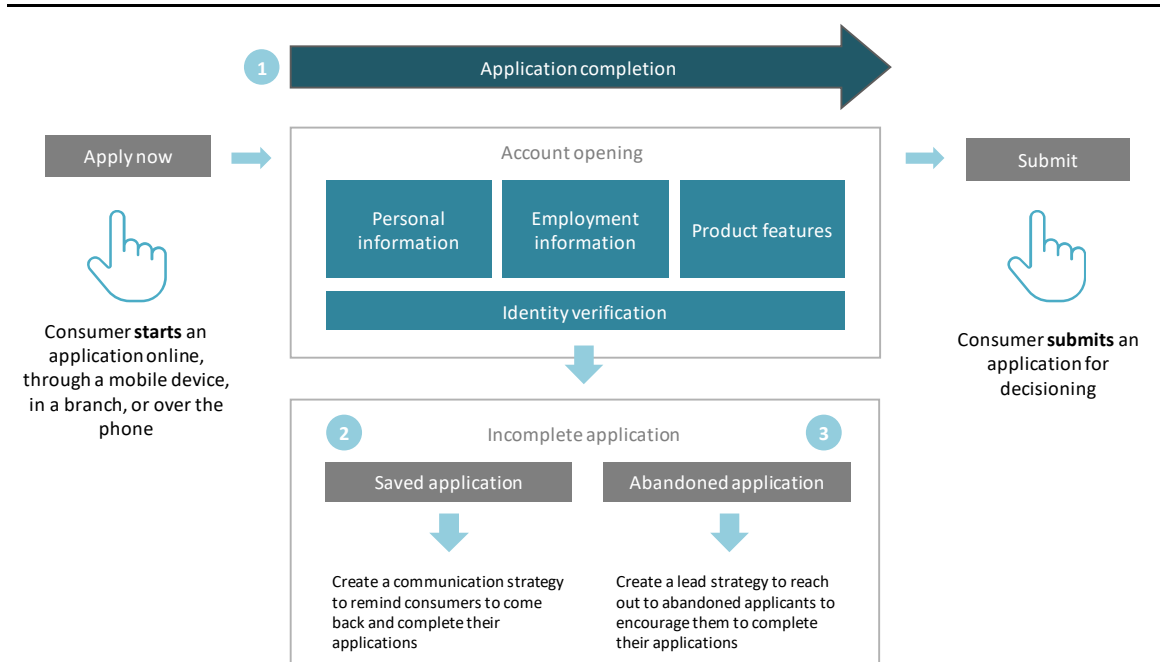 1
Application completion
Apply now
Account opening
Submit
Personal
information
Employment
information
Product features
Identity verification
Consumer starts an
application online,
through a mobile device,
in a branch, or over the
phone
Consumer submits an
application for
decisioning
2
Incomplete application
3
Saved application
Abandoned application
Create a communication strategy
to remind consumers to come
back and complete their
applications
Create a lead strategy to reach
out to abandoned applicants to
encourage them to complete
their applications